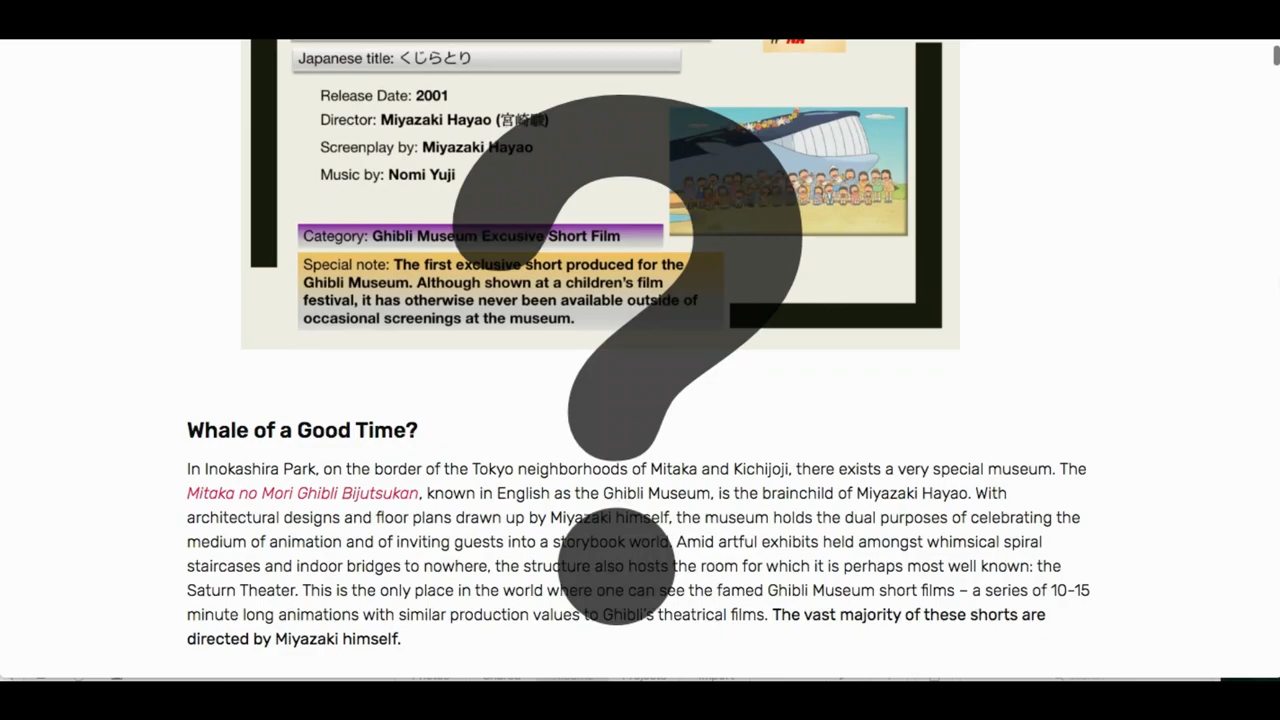 Japanese title: くじらとり
Release Date: 2001
Director: Miyazaki Hayao (宮崎駿)
Screenplay by: Miyazaki Hayao
Music by: Nomi Yuji
Category: Ghibli Museum Excusive Short Film
Special note: The first exclusive short produced for the
Ghibli Museum. Although shown at a children's film
festival, it has otherwise never been available outside of
occasional screenings at the museum.
?
Whale of a Good Time?
In Inokashira Park, on the border of the Tokyo neighborhoods of Mitaka and Kichijoji, there exists a very special museum. The
Mitaka no Mori Ghibli Bijutsukan, known in English as the Ghibli Museum, is the brainchild of Miyazaki Hayao. With
architectural designs and floor plans drawn up by Miyazaki himself, the museum holds the dual purposes of celebrating the
medium of animation and of inviting guests into a storybook world. Amid artful exhibits held amongst whimsical spiral
staircases and indoor bridges to nowhere, the structure also hosts the room for which it is perhaps most well known: the
Saturn Theater. This is the only place in the world where one can see the famed Ghibli Museum short films – a series of 10-15
minute long animations with similar production values to Ghibli's theatrical films. The vast majority of these shorts are
directed by Miyazaki himself.